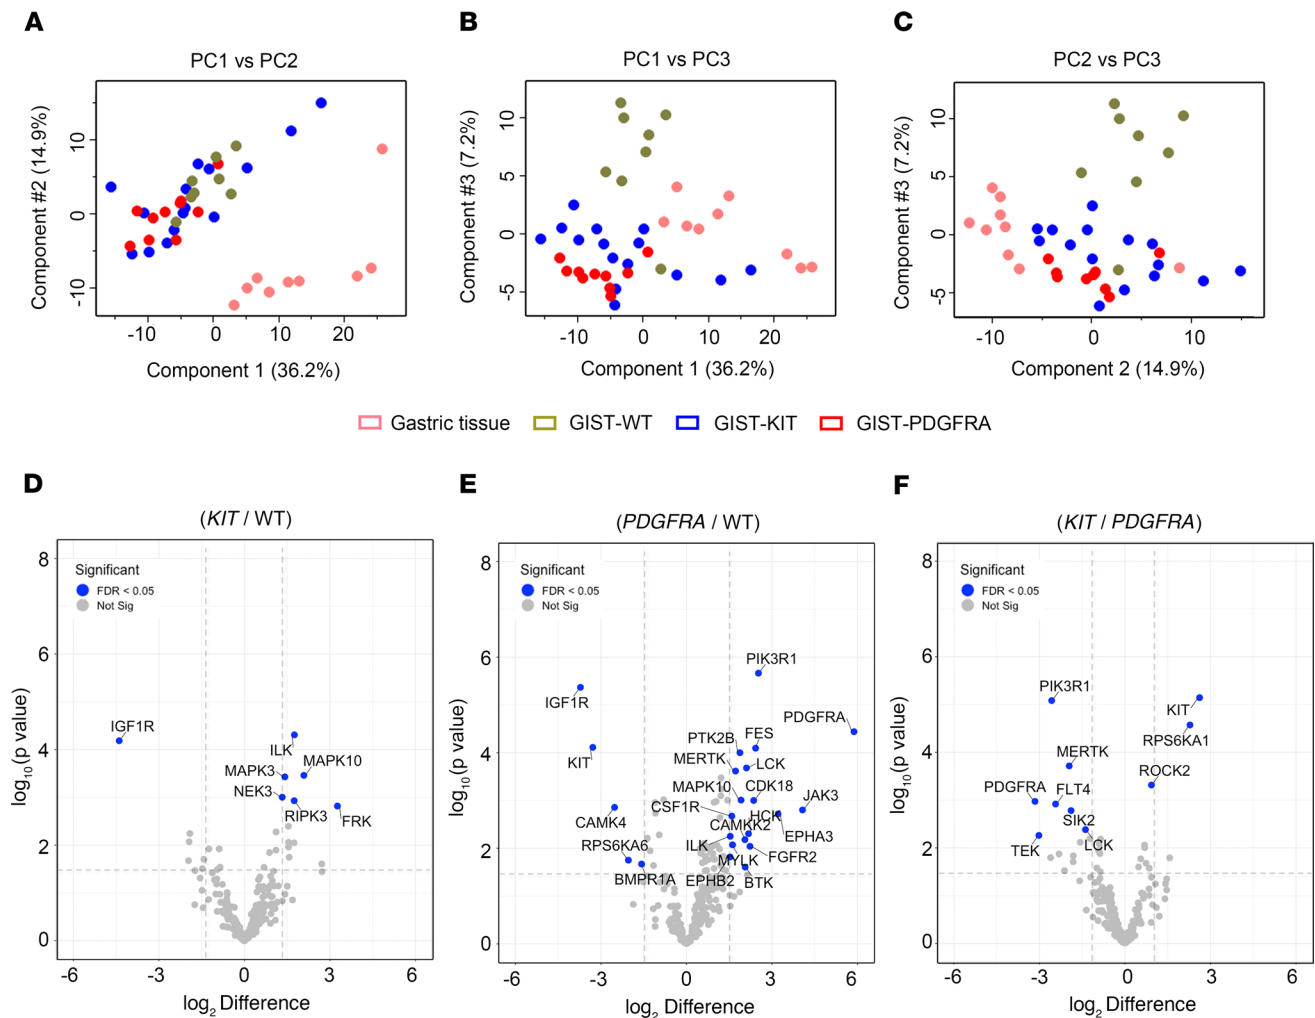 A
B
C
PC1 vs PC2
PC1 vs PC3
PC2 vs PC3
Component #2 (14.9%)
10
0
-10
-10
0
10
20
Component 1 (36.2%)
Component #3 (7.2%)
10
5
0
-5
-10
0
10
20
Component 1 (36.2%)
Component #3 (7.2%)
10
5
0
-5
-10
0
10
Component 2 (14.9%)
Gastric tissue
GIST-WT
GIST-KIT
GIST-PDGFRA
D
E
F
(KIT / WT)
(PDGFRA / WT)
(KIT / PDGFRA)
log10(p value)
8
6
4
2
0
Significant
FDR < 0.05
Not Sig
IGF1R
ILK
MAPK10
MAPK3
NEK3
RIPK3
FRK
-6
-3
0
3
6
log2 Difference
log10(p value)
8
6
4
2
0
Significant
FDR < 0.05
Not Sig
PIK3R1
IGF1R
PDGFRA
PTK2B
FES
KIT
MERTK
LCK
MAPK10
CDK18
JAK3
CSF1R
HCK
CAMK4
CAMKK2
EPHA3
RPS6KA6
ILK
FGFR2
MYLK
BMPR1A
EPHB2
BTK
-6
-3
0
3
6
log2 Difference
log10(p value)
8
6
4
2
0
Significant
FDR < 0.05
Not Sig
PIK3R1
KIT
RPS6KA1
MERTK
ROCK2
PDGFRA
FLT4
SIK2
TEK
LCK
-6
-3
0
3
6
log2 Difference